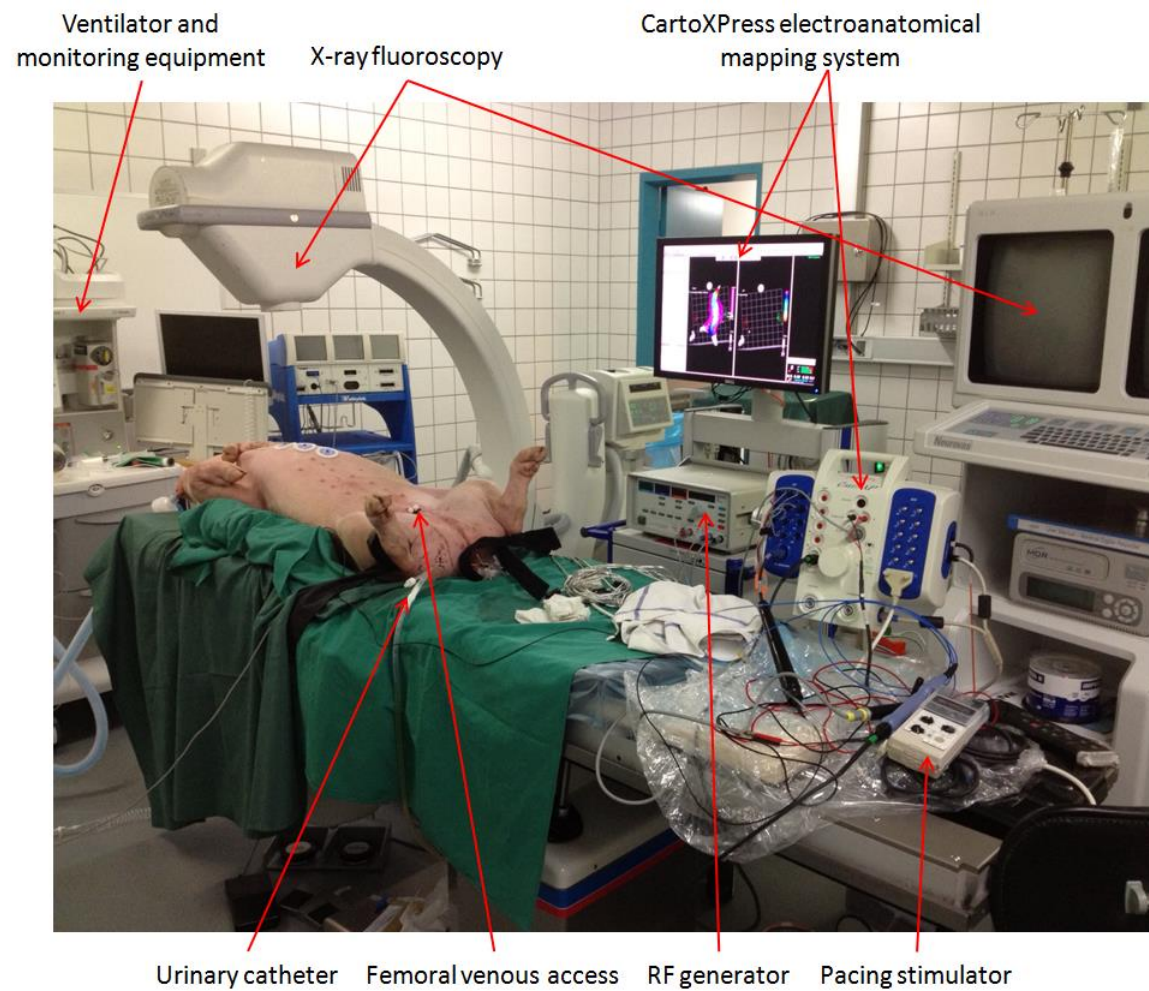 Ventilator and
monitoring equipment
X-ray fluoroscopy
CartoXPress electroanatomical
mapping system
Urinary catheter
Femoral venous access
RF generator
Pacing stimulator